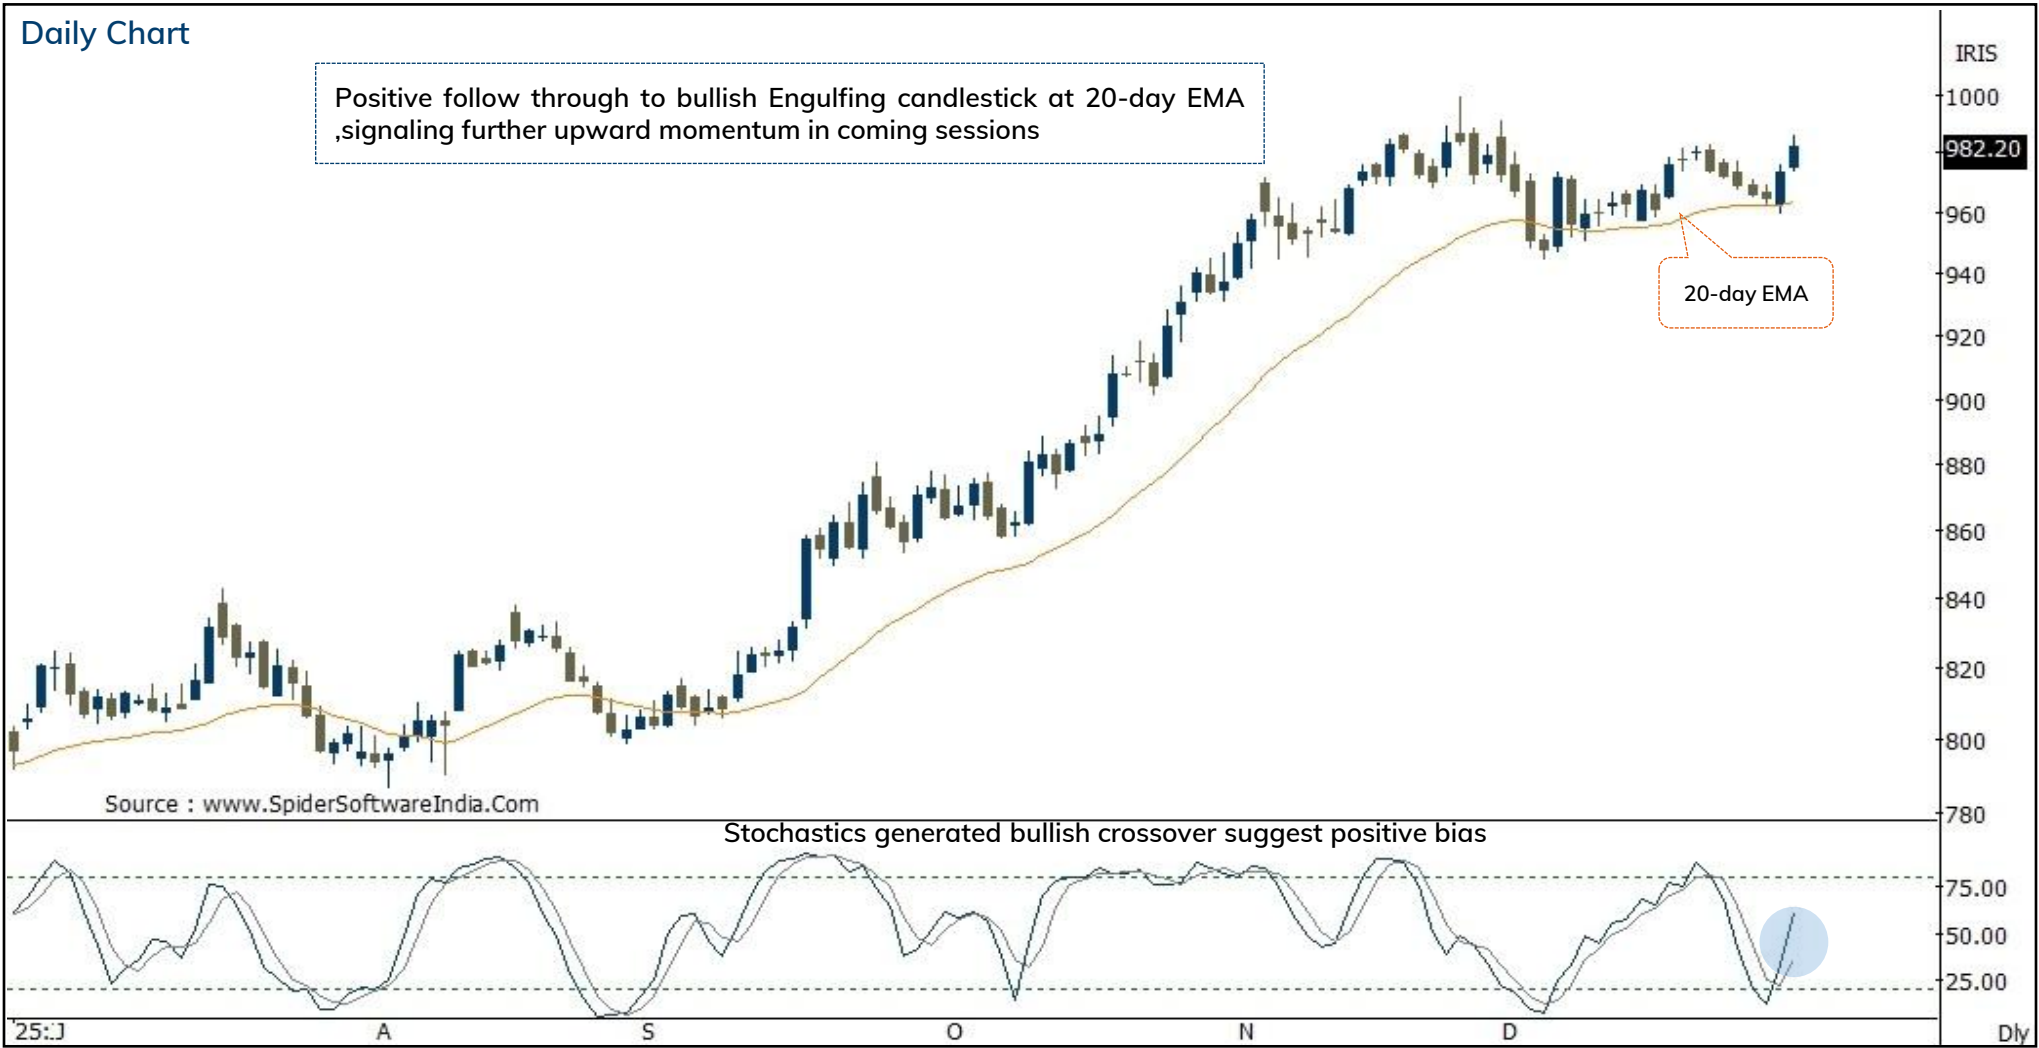 Daily Chart
IRIS
Positive follow through to bullish Engulfing candlestick at 20-day EMA
,signaling further upward momentum in coming sessions
1000
982.20
960
940
20-day EMA
920
900
880
860
840
820
800
780
Source : www.SpiderSoftwareIndia.Com
Stochastics generated bullish crossover suggest positive bias
75.00
50.00
25.00
25:J A S O N D Dly